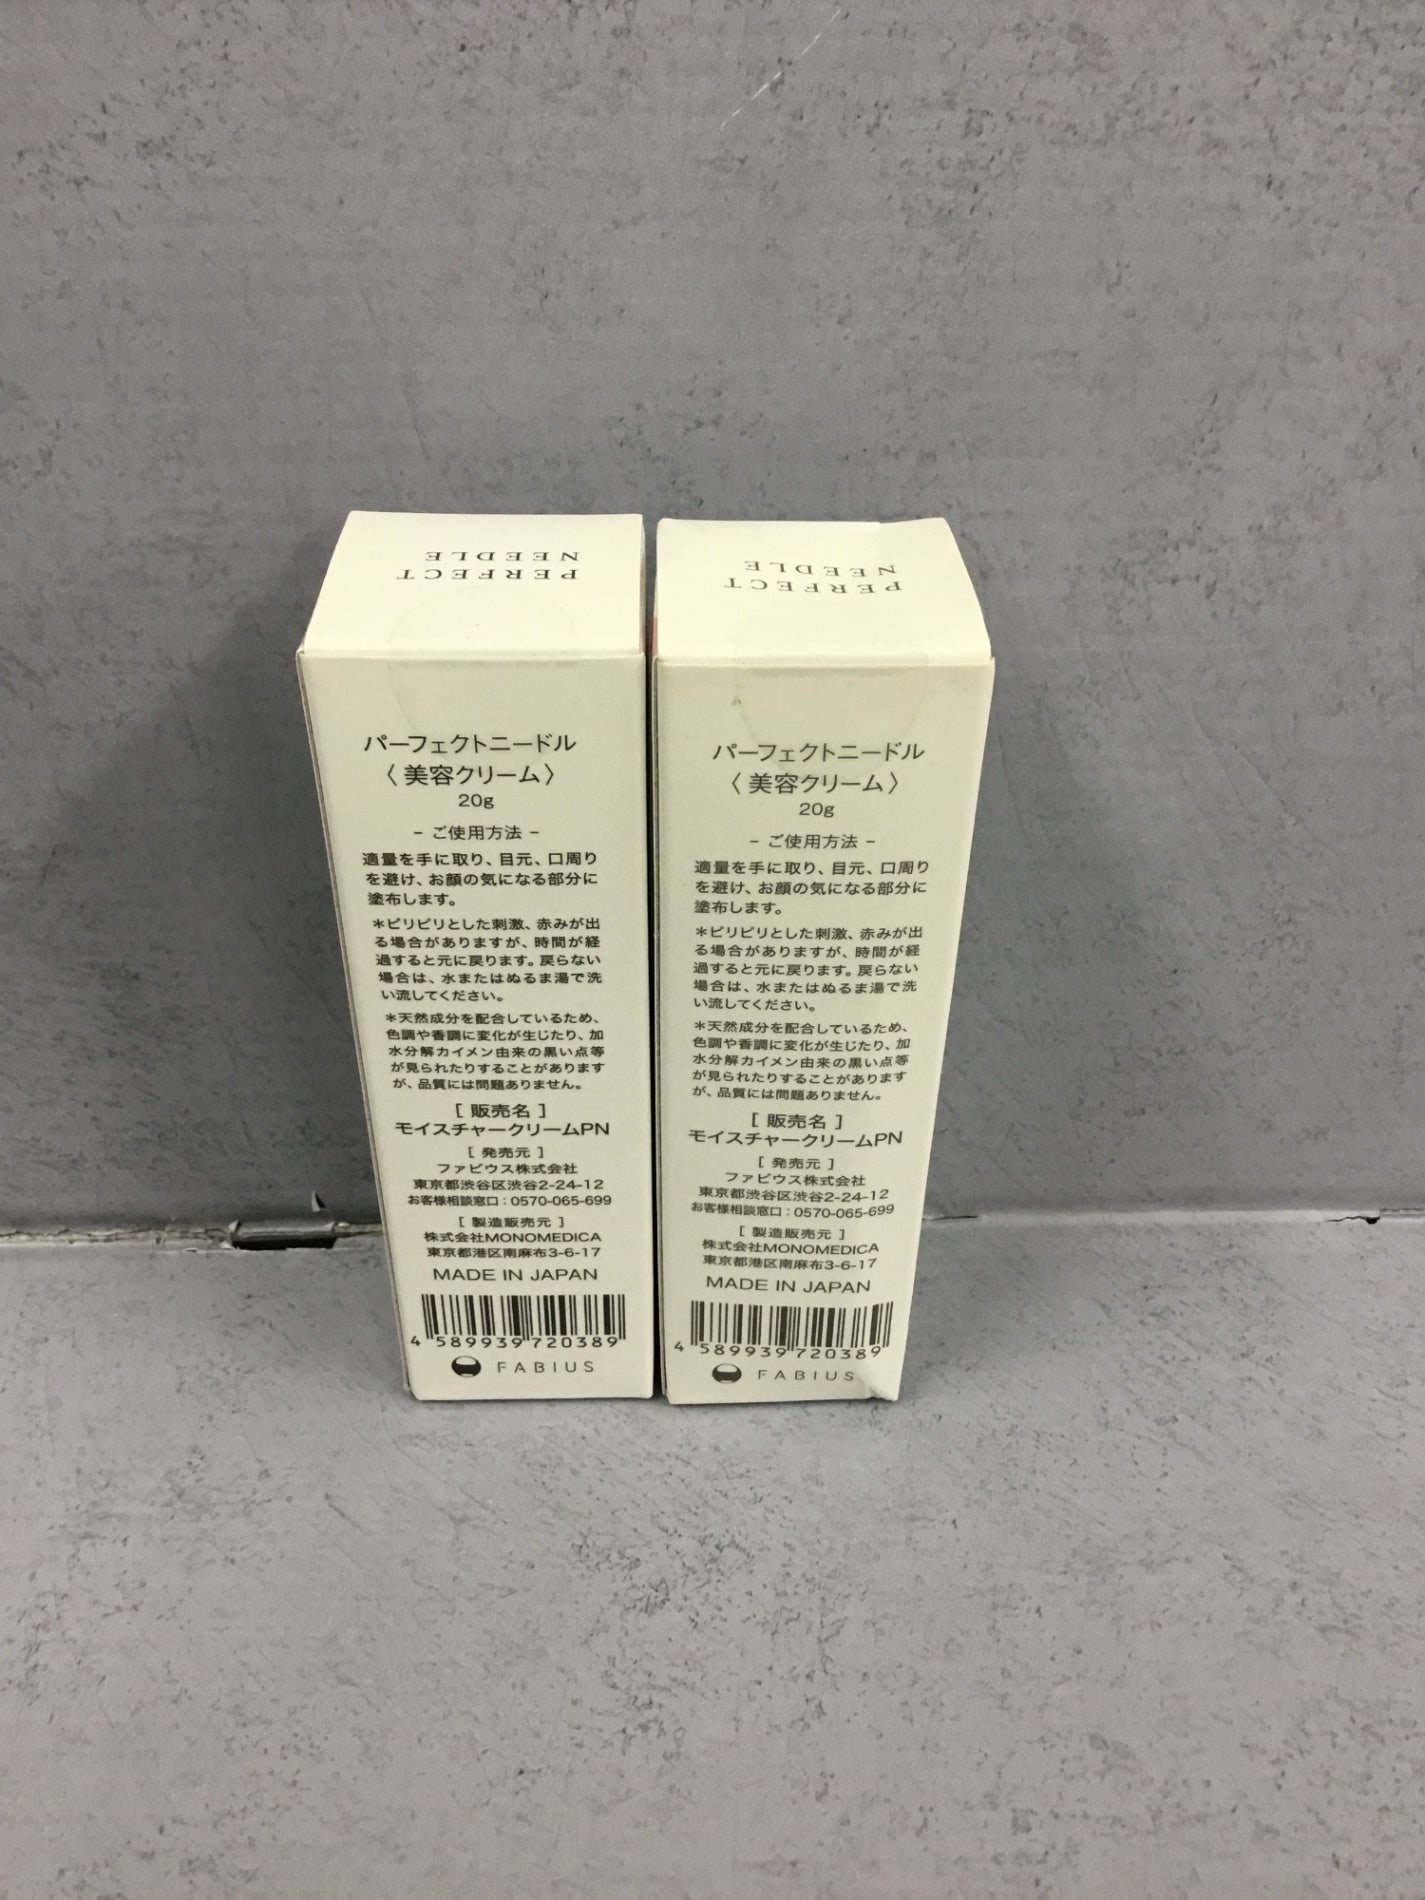 PERFECT
NEEDLE
パーフェクトニードル
〈 美容クリーム 〉
20g
- ご使用方法 -
適量を手に取り、目元、口周り
を避け、お顔の気になる部分に
塗布します。
＊ピリピリとした刺激、赤みが出
る場合がありますが、時間が経
過すると元に戻ります。戻らない
場合は、水またはぬるま湯で洗
い流してください。
＊天然成分を配合しているため、
色調や香調に変化が生じたり、加
水分解カイメン由来の黒い点等
が見られたりすることがあります
が、品質には問題ありません。
[ 販売名 ]
モイスチャークリームPN
[ 発売元 ]
ファビウス株式会社
東京都渋谷区渋谷2-24-12
お客様相談窓口：0570-065-699
[ 製造販売元 ]
株式会社MONOMEDICA
東京都港区南麻布3-6-17
MADE IN JAPAN
4 589939 720389
FABIUS
PERFECT
NEEDLE
パーフェクトニードル
〈 美容クリーム 〉
20g
- ご使用方法 -
適量を手に取り、目元、口周り
を避け、お顔の気になる部分に
塗布します。
＊ピリピリとした刺激、赤みが出
る場合がありますが、時間が経
過すると元に戻ります。戻らない
場合は、水またはぬるま湯で洗
い流してください。
＊天然成分を配合しているため、
色調や香調に変化が生じたり、加
水分解カイメン由来の黒い点等
が見られたりすることがあります
が、品質には問題ありません。
[ 販売名 ]
モイスチャークリームPN
[ 発売元 ]
ファビウス株式会社
東京都渋谷区渋谷2-24-12
お客様相談窓口：0570-065-699
[ 製造販売元 ]
株式会社MONOMEDICA
東京都港区南麻布3-6-17
MADE IN JAPAN
4 589939 720389
FABIUS